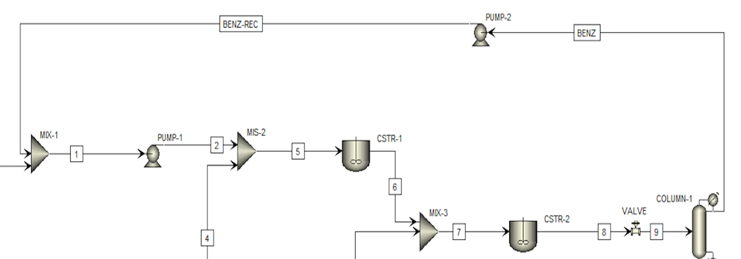 PUMP-2
BENZ-REC
BENZ
MIX-1
PUMP-1
MIS-2
CSTR-1
1
2
5
6
COLUMN-1
MIX-3
CSTR-2
VALVE
4
7
8
9